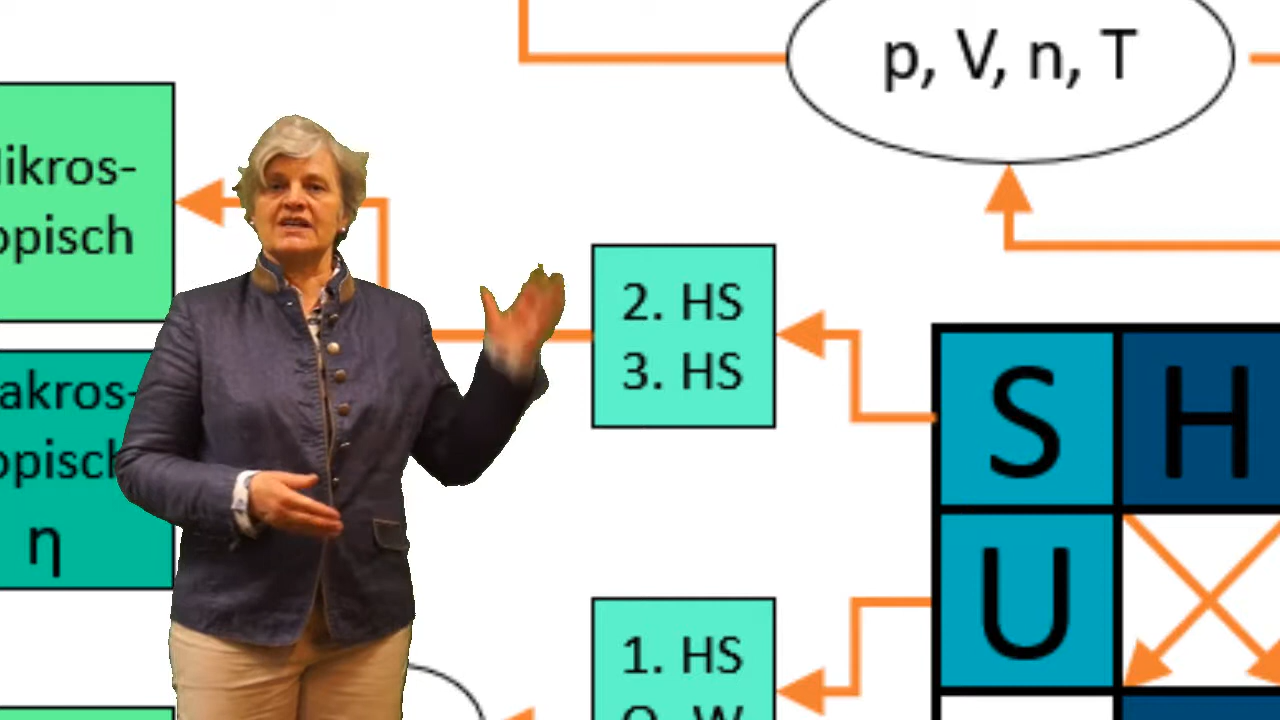 p, V, n, T
ikros-
opisch
2. HS
3. HS
akros-
opisch
η
S
H
U
1. HS